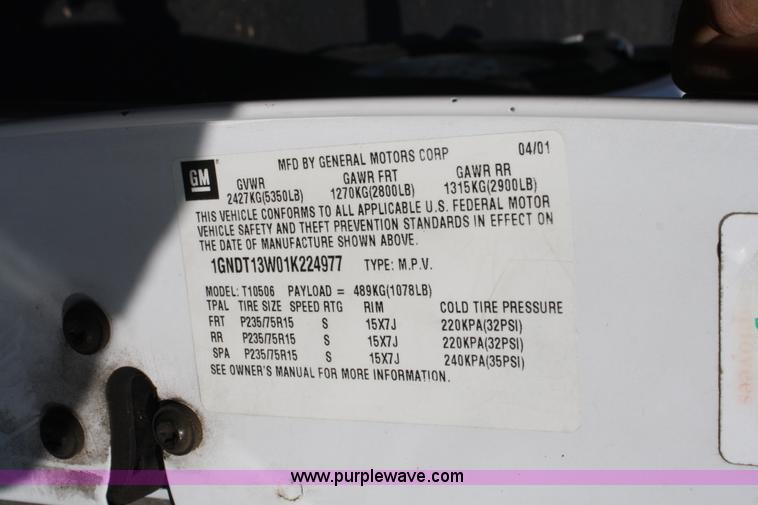 04/01
MFD BY GENERAL MOTORS CORP
GM
GVWR GAWR FRT GAWR RR
2427KG(5350LB) 1270KG(2800LB) 1315KG(2900LB)
THIS VEHICLE CONFORMS TO ALL APPLICABLE U.S. FEDERAL MOTOR
VEHICLE SAFETY AND THEFT PREVENTION STANDARDS IN EFFECT ON
THE DATE OF MANUFACTURE SHOWN ABOVE.
1GNDT13W01K224977 TYPE: M.P.V.
MODEL: T10506 PAYLOAD = 489KG(1078LB)
TPAL TIRE SIZE SPEED RTG RIM COLD TIRE PRESSURE
FRT P235/75R15 S 15X7J 220KPA(32PSI)
RR P235/75R15 S 15X7J 220KPA(32PSI)
SPA P235/75R15 S 15X7J 240KPA(35PSI)
SEE OWNER'S MANUAL FOR MORE INFORMATION.
www.purplewave.com